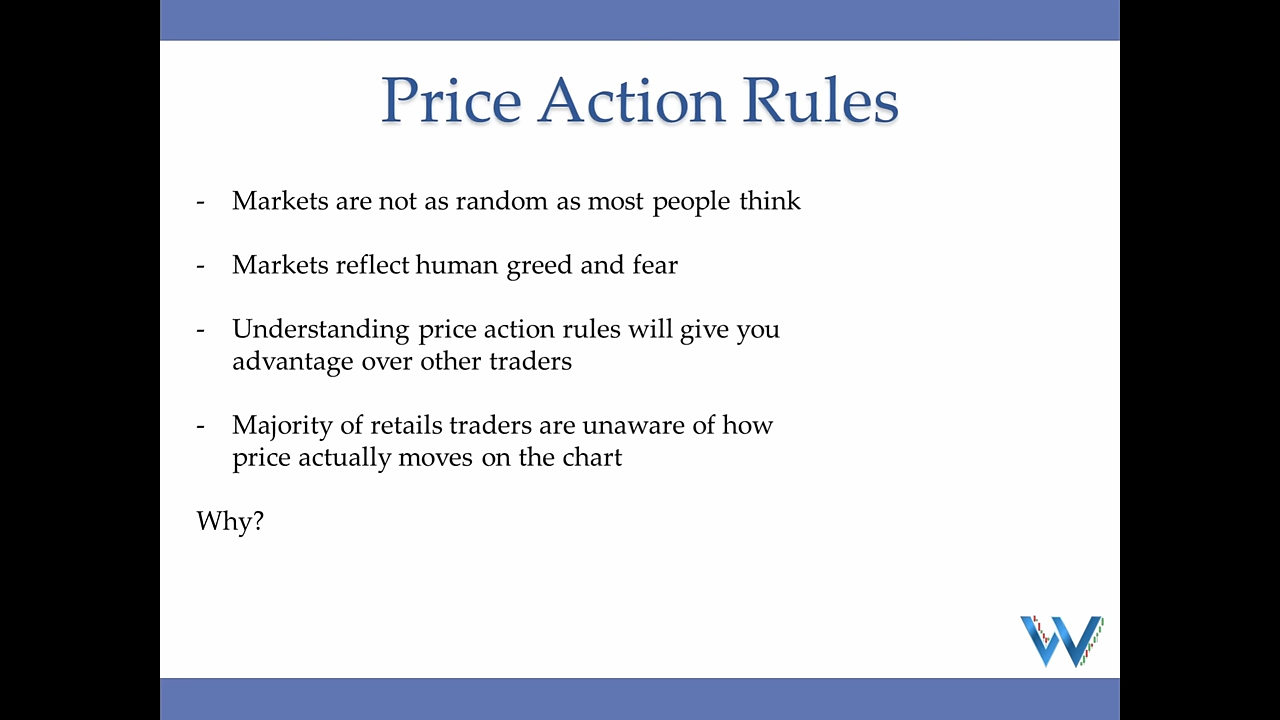 Price Action Rules
- Markets are not as random as most people think
- Markets reflect human greed and fear
- Understanding price action rules will give you
advantage over other traders
- Majority of retails traders are unaware of how
price actually moves on the chart
Why?